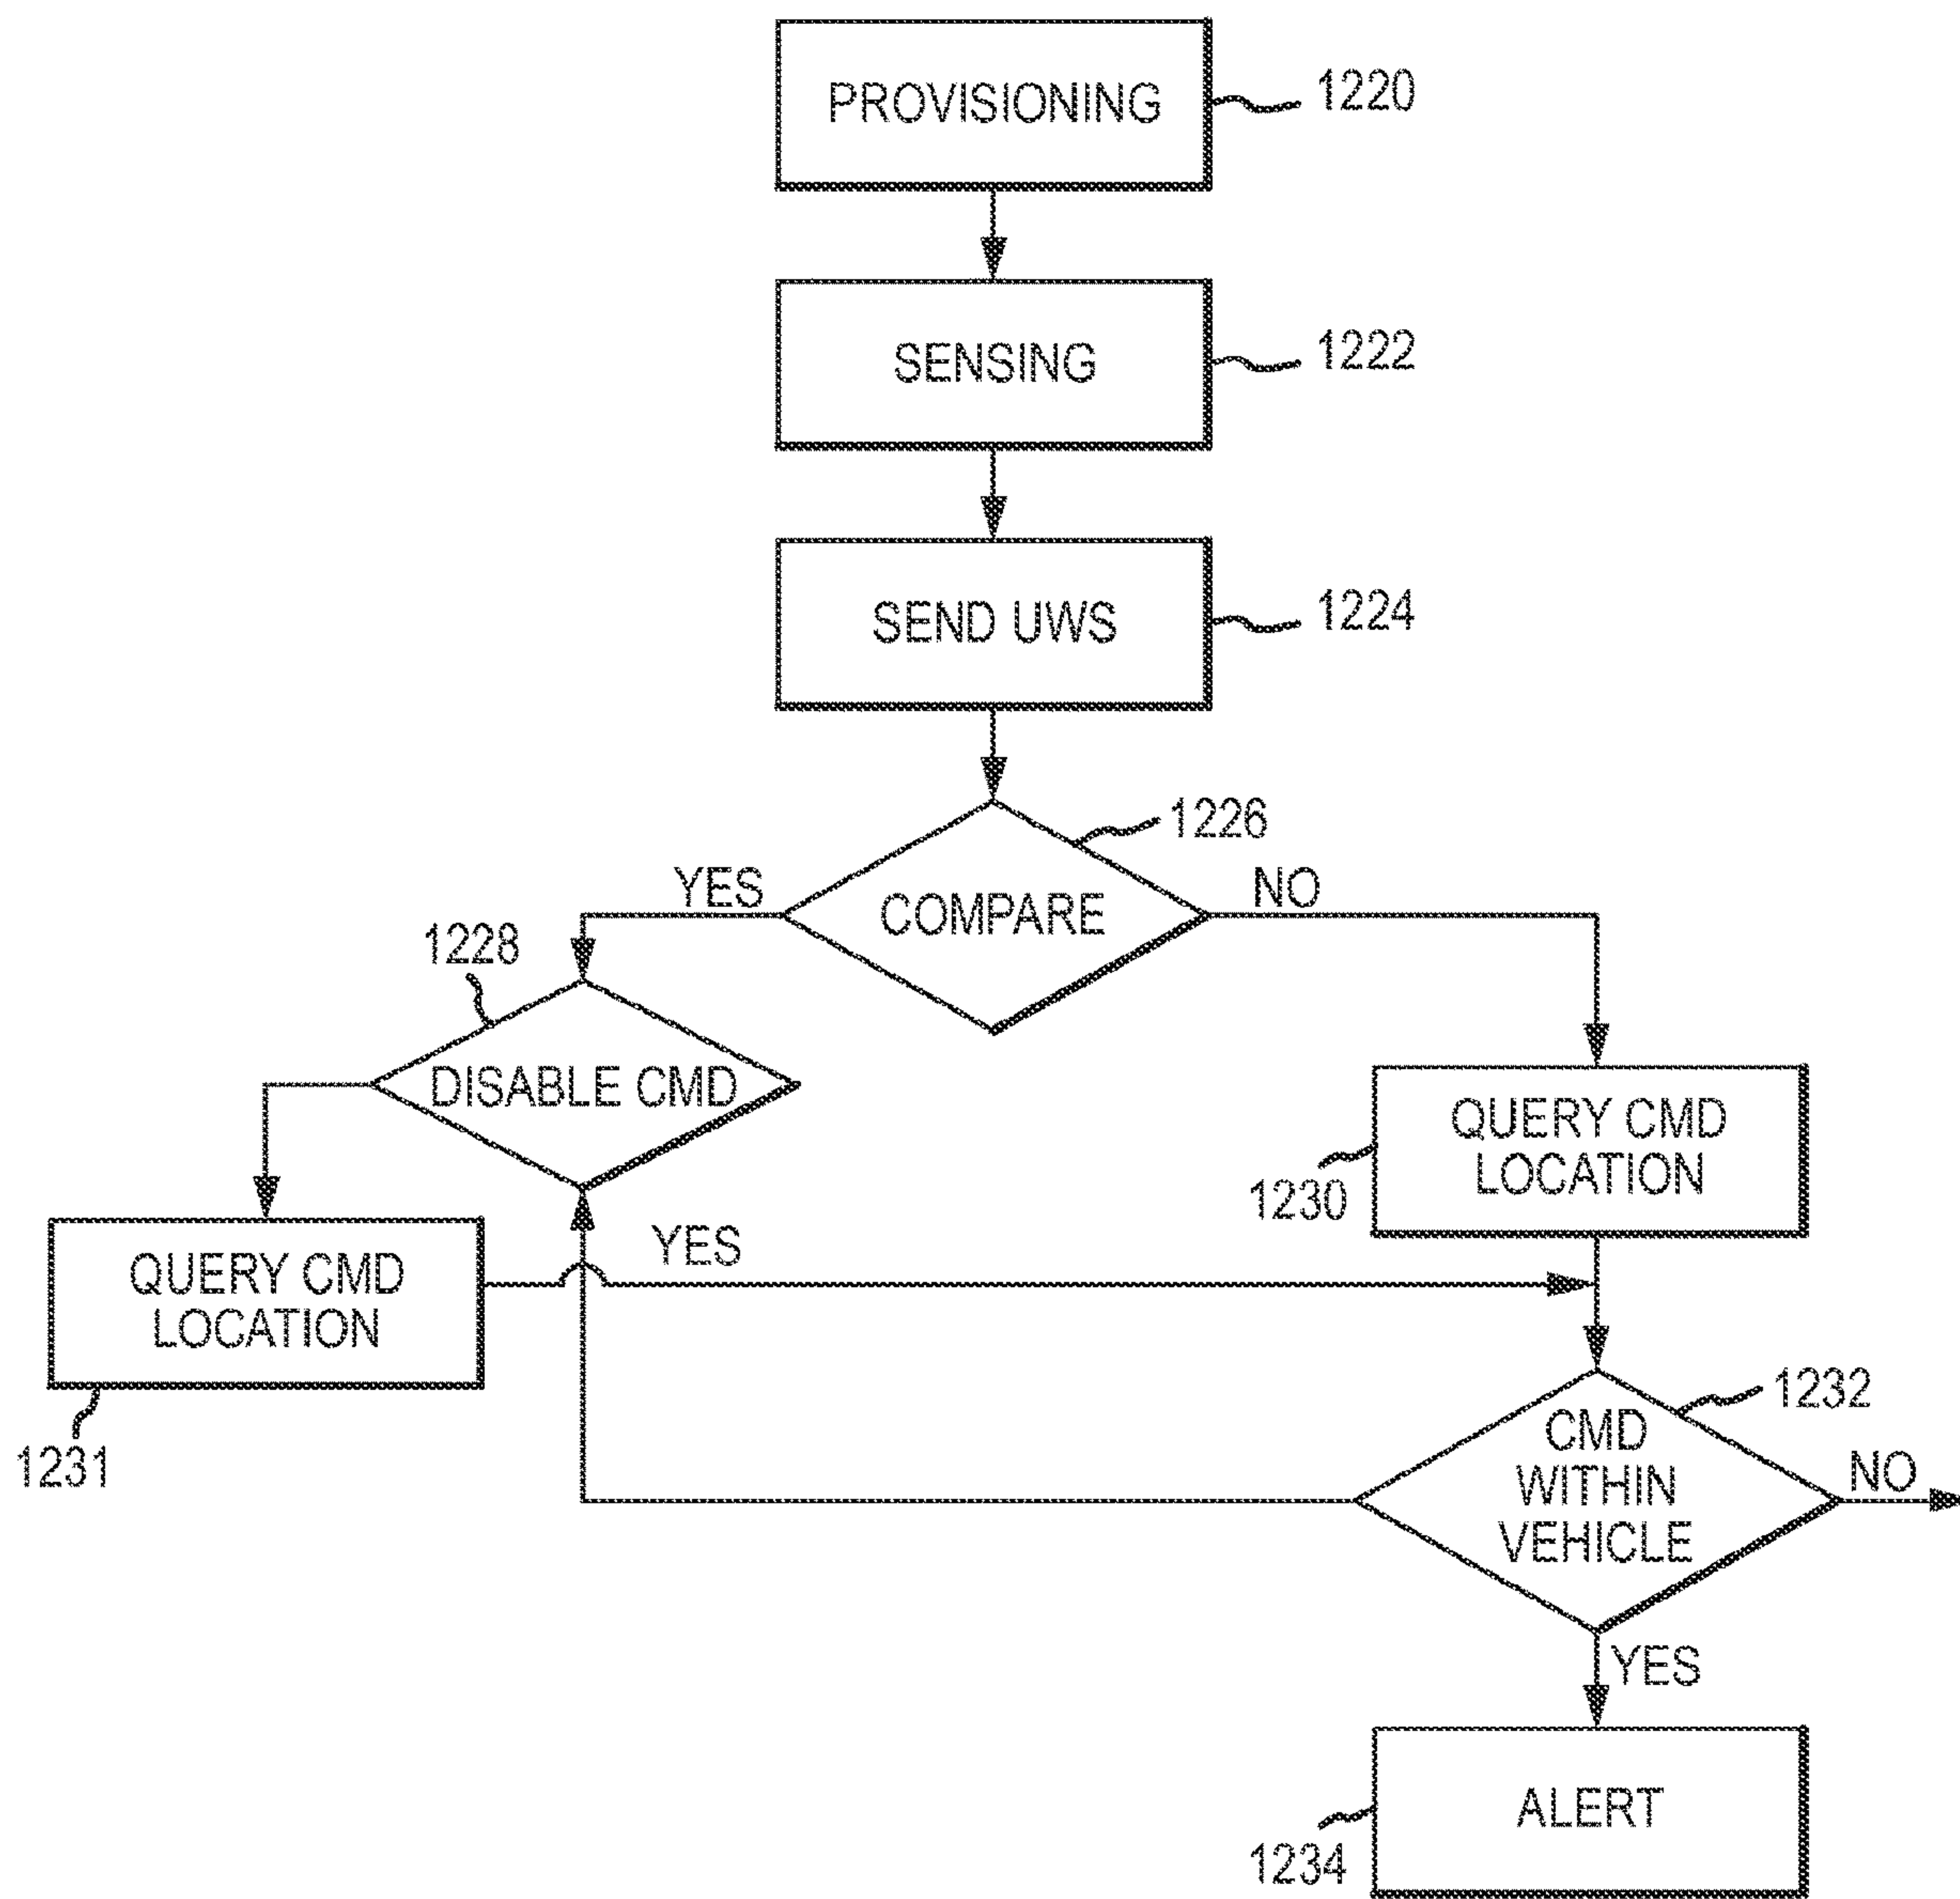 PROVISIONING
1220
SENSING
1222
SEND UWS
1224
1226
YES
COMPARE
NO
1228
DISABLE CMD
QUERY CMD
LOCATION
1230
YES
QUERY CMD
LOCATION
1231
1232
CMD
WITHIN
VEHICLE
NO
YES
ALERT
1234